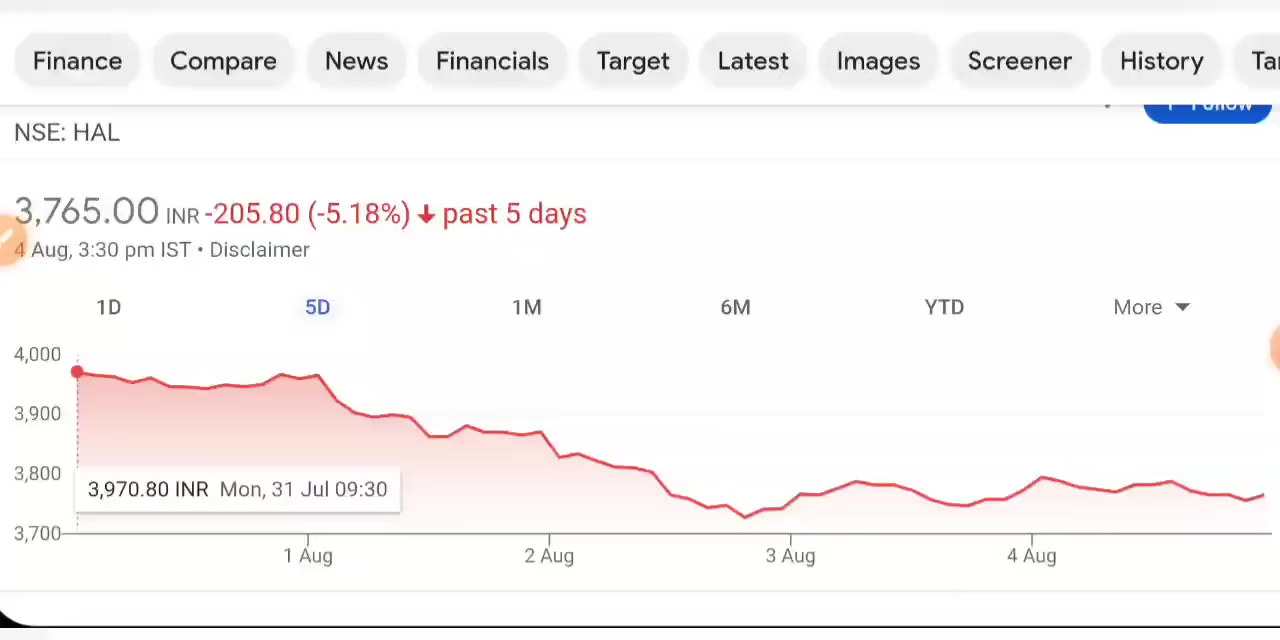 Finance Compare News Financials Target Latest Images Screener History
+ Follow
NSE: HAL
3,765.00 INR -205.80 (-5.18%) ↓ past 5 days
4 Aug, 3:30 pm IST • Disclaimer
1D 5D 1M 6M YTD More
4,000
3,900
3,800
3,970.80 INR Mon, 31 Jul 09:30
3,700
1 Aug 2 Aug 3 Aug 4 Aug